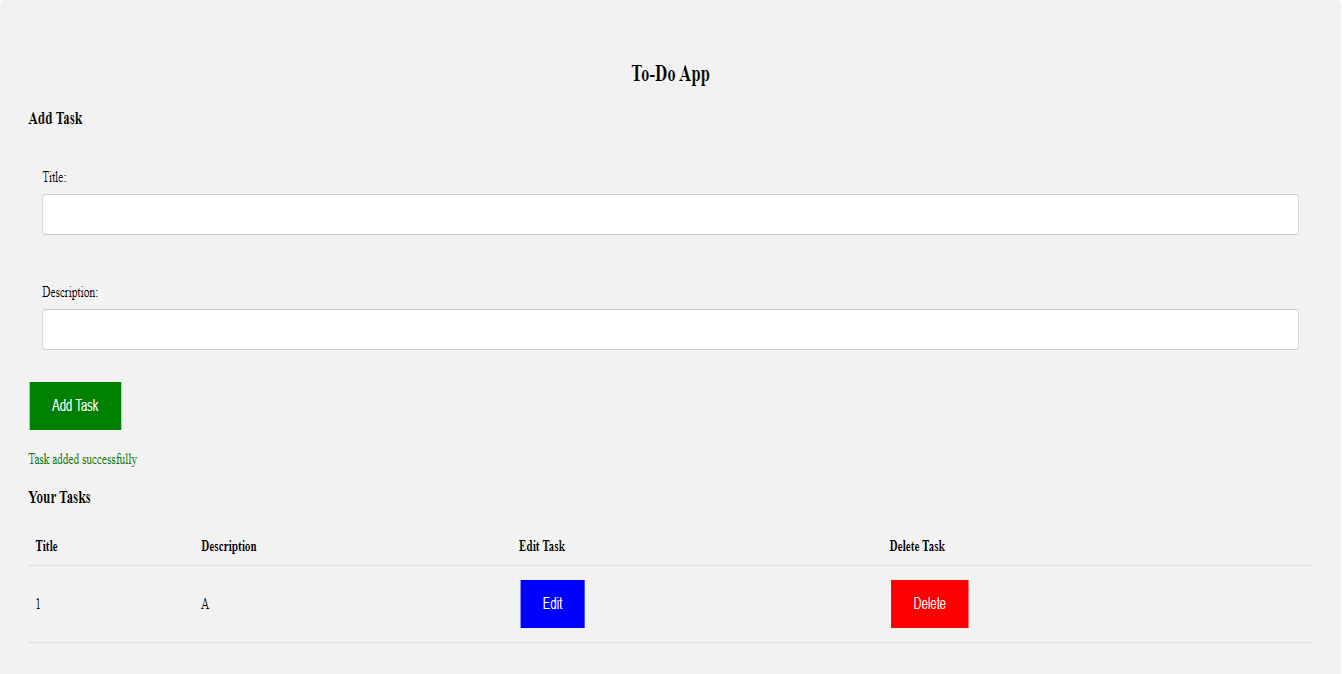 To-Do App
Add Task
Title:
Description:
Add Task
Task added successfully
Your Tasks
Title Description Edit Task Delete Task
1 A Edit Delete